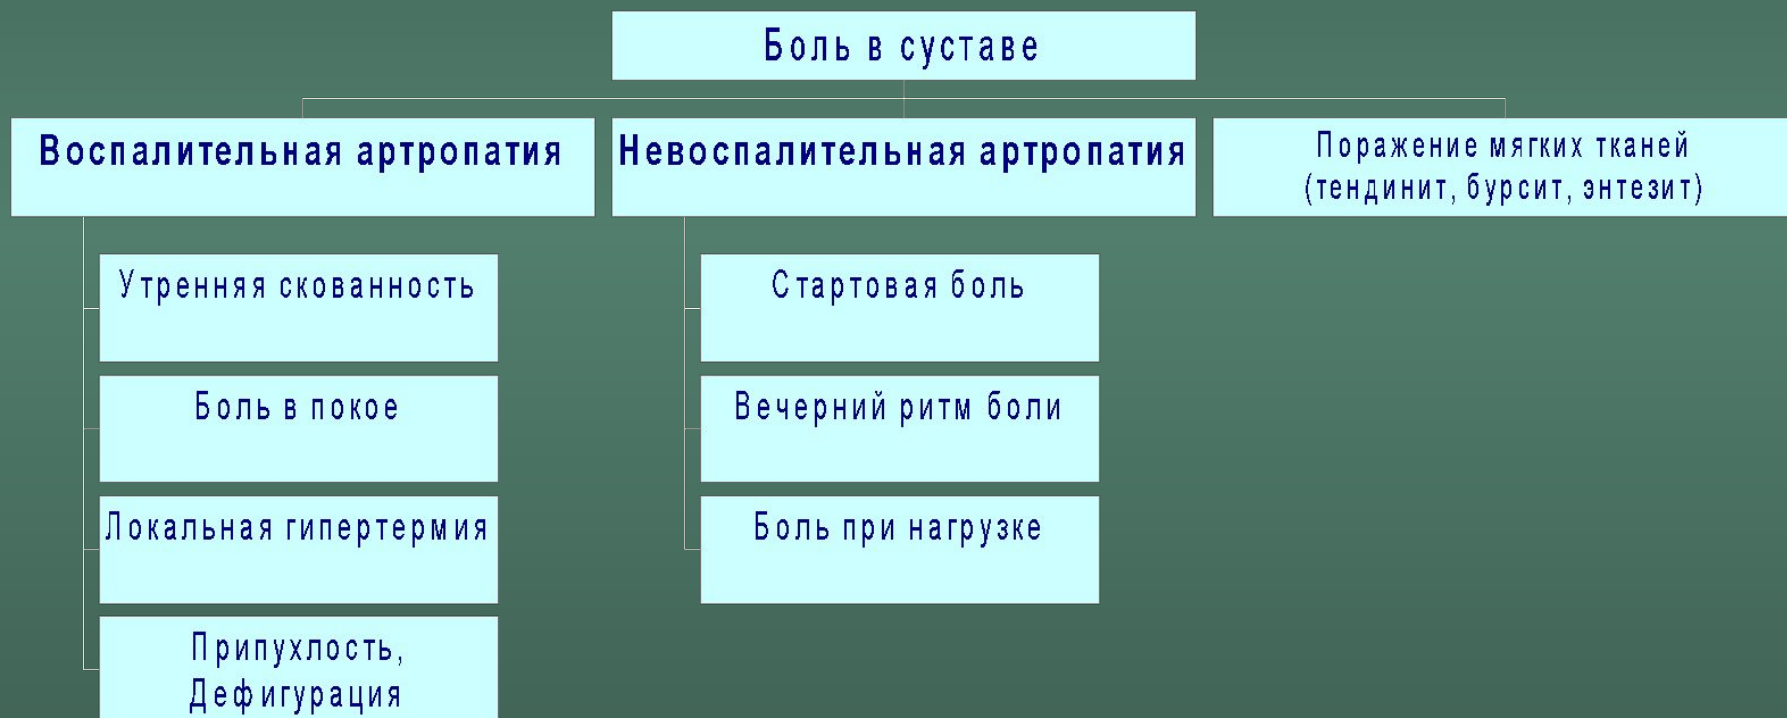 Боль в суставе
Воспалительная артропатия
Невоспалительная артропатия
Поражение мягких тканей
(тендинит, бурсит, энтезит)
Утренняя скованность
Боль в покое
Локальная гипертермия
Припухлость,
Дефигурация
Стартовая боль
Вечерний ритм боли
Боль при нагрузке